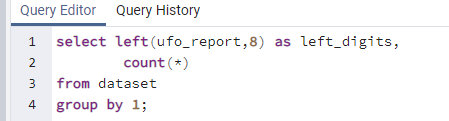 Query Editor Query History
1 select left(ufo_report,8) as left_digits,
2 count(*)
3 from dataset
4 group by 1;